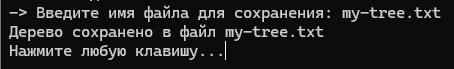 -> Введите имя файла для сохранения: my-tree.txt
Дерево сохранено в файл my-tree.txt
Нажмите любую клавишу...